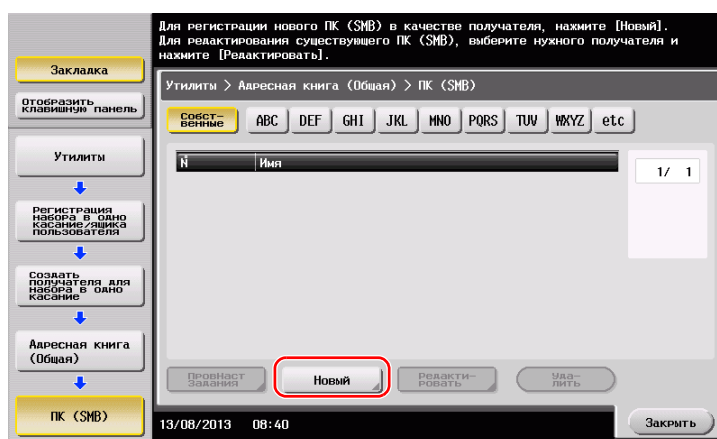 Для регистрации нового ПК (SMB) в качестве получателя, нажмите [Новый].
Для редактирования существующего ПК (SMB), выберите нужного получателя и
нажмите [Редактировать].
Закладка
Отобразить
клавишную панель
Утилиты
Регистрация
набора в одно
касание/ящика
пользователя
Создать
получателя для
набора в одно
касание
Адресная книга
(Общая)
ПК (SMB)
Утилиты > Адресная книга (Общая) > ПК (SMB)
Собст-
венные
ABC
DEF
GHI
JKL
MNO
PQRS
TUV
WXYZ
etc
N
Имя
1/ 1
ПровНаст
Задания
Новый
Редакти-
ровать
Уда-
лить
13/08/2013 08:40
Закрыть